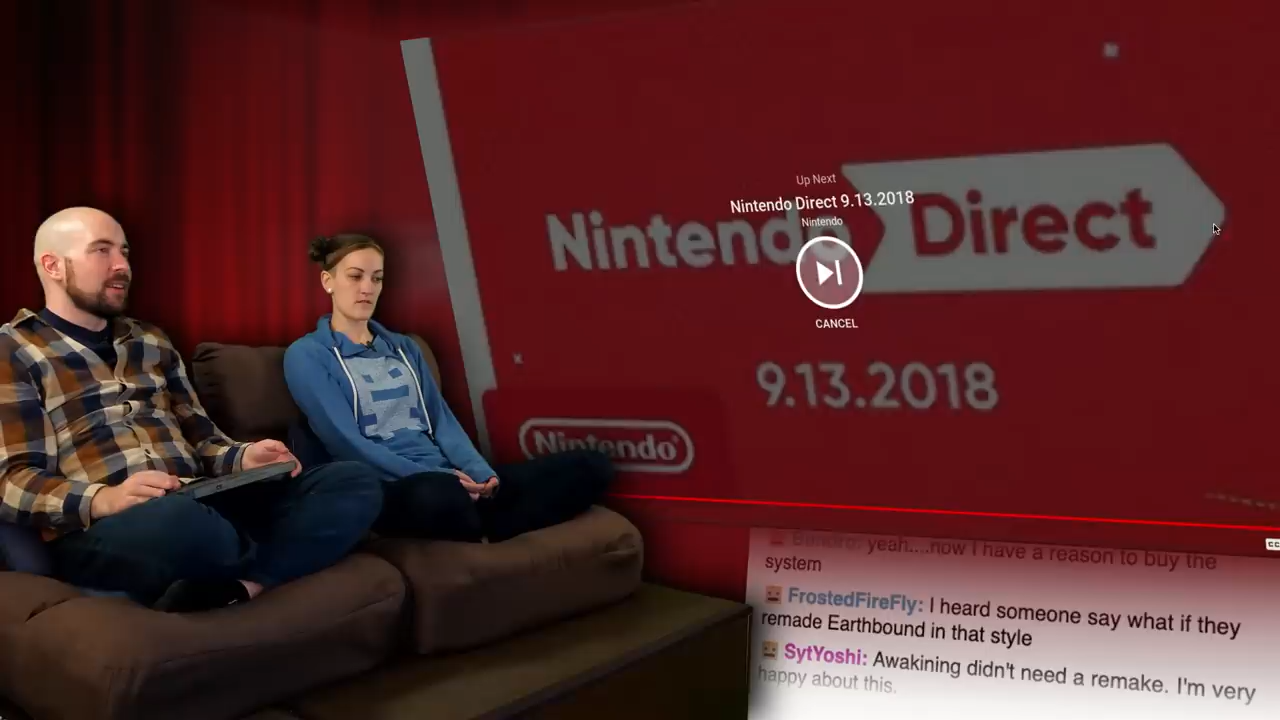 Nintendo Direct
Up Next
Nintendo Direct 9.13.2018
Nintendo
CANCEL
9.13.2018
Nintendo
CC
Bandro: yeah....now I have a reason to buy the
system
FrostedFireFly: I heard someone say what if they
remade Earthbound in that style
SytYoshi: Awakining didn't need a remake. I'm very
happy about this.